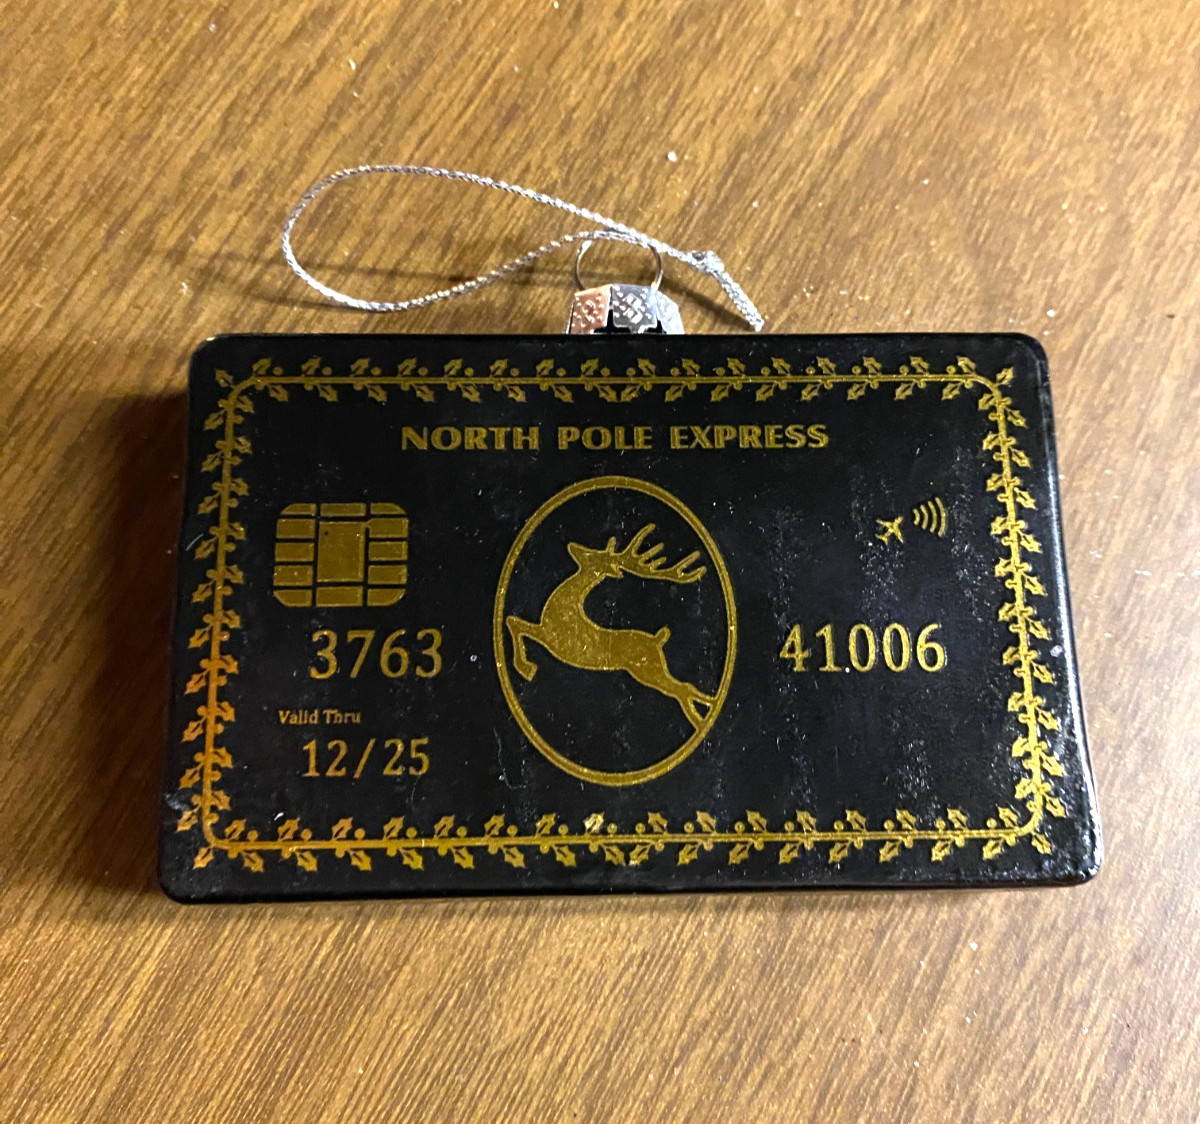 NORTH POLE EXPRESS
3763 41006
Valid Thru
12/25